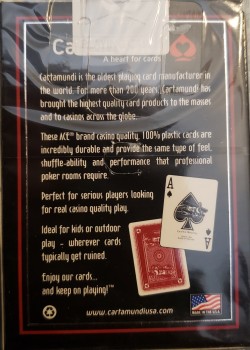 Car
A heart for cards
Cartamundi is the oldest playing card manufacturer in
the world. For more than 200 years, Cartamundi has
brought the highest quality card products to the masses
and to casinos across the globe.
These ACE® brand casino quality, 100% plastic cards are
incredibly durable and provide the same type of feel,
shuffle-ability and performance that professional
poker rooms require.
Perfect for serious players looking
for real casino quality play.
Ideal for kids or outdoor
play - wherever cards
typically get ruined.
Enjoy our cards...
and keep on playing!™
www.cartamundiusa.com
A
A
MADE IN THE USA